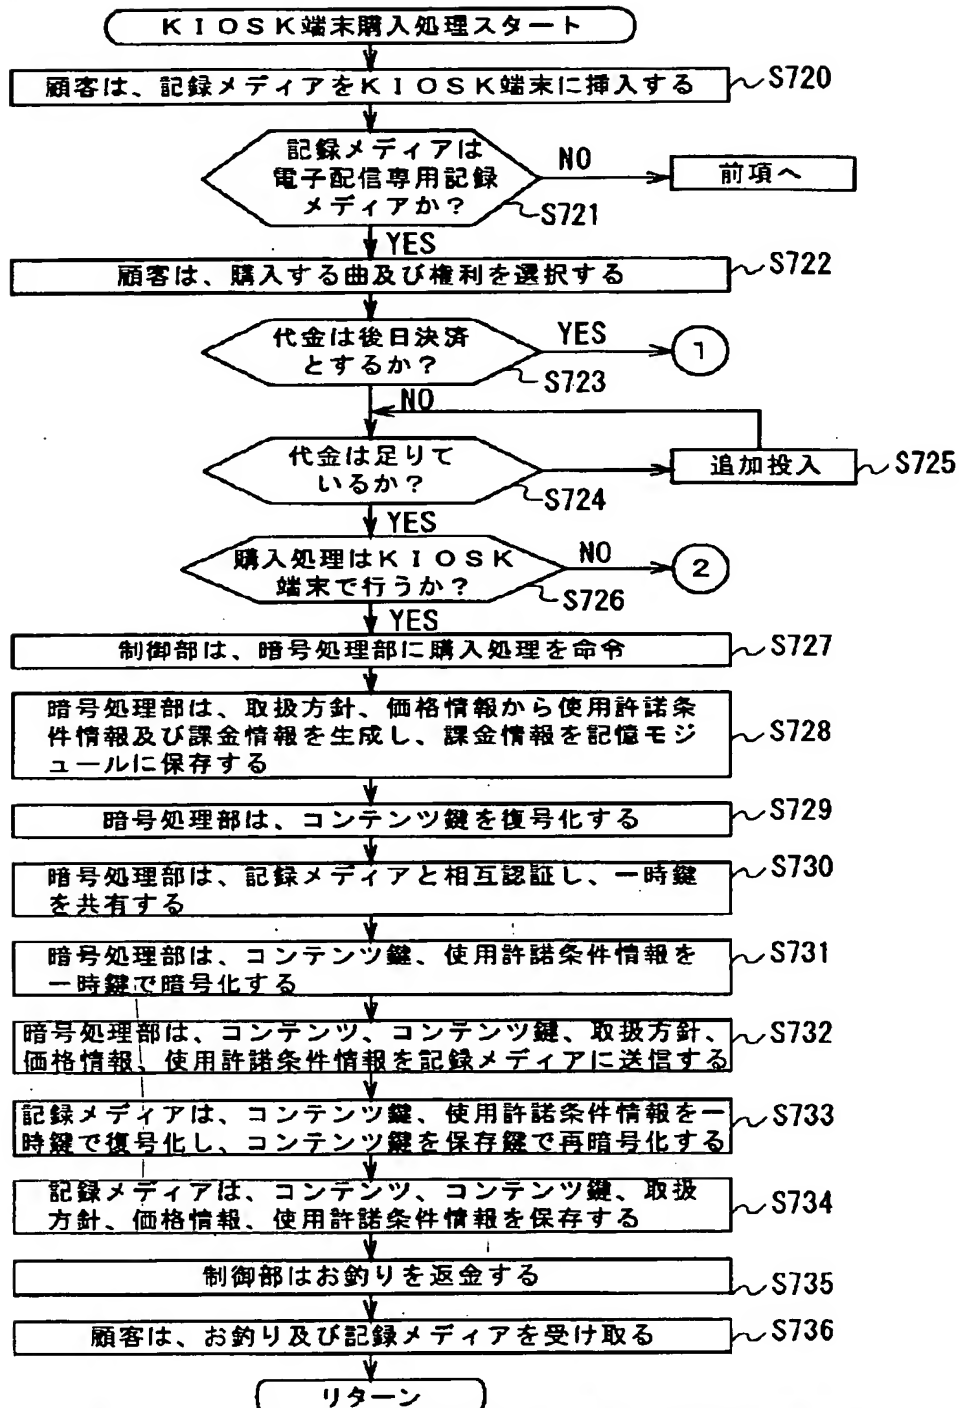 KIOSK端末購入処理スタート
顧客は、記録メディアをKIOSK端末に挿入する
S720
記録メディアは
電子配信専用記録
メディアか?
NO
前項へ
S721
YES
顧客は、購入する曲及び権利を選択する
S722
代金は後日決済
とするか?
YES
1
S723
NO
代金は足りて
いるか?
追加投入
S725
S724
YES
購入処理はKIOSK
端末で行うか?
NO
2
S726
YES
制御部は、暗号処理部に購入処理を命令
S727
暗号処理部は、取扱方針、価格情報から使用許諾条
件情報及び課金情報を生成し、課金情報を記憶モジ
ュールに保存する
S728
暗号処理部は、コンテンツ鍵を復号化する
S729
暗号処理部は、記録メディアと相互認証し、一時鍵
を共有する
S730
暗号処理部は、コンテンツ鍵、使用許諾条件情報を
一時鍵で暗号化する
S731
暗号処理部は、コンテンツ、コンテンツ鍵、取扱方針、
価格情報、使用許諾条件情報を記録メディアに送信する
S732
記録メディアは、コンテンツ鍵、使用許諾条件情報を一
時鍵で復号化し、コンテンツ鍵を保存鍵で再暗号化する
S733
記録メディアは、コンテンツ、コンテンツ鍵、取扱
方針、価格情報、使用許諾条件情報を保存する
S734
制御部はお釣りを返金する
S735
顧客は、お釣り及び記録メディアを受け取る
S736
リターン